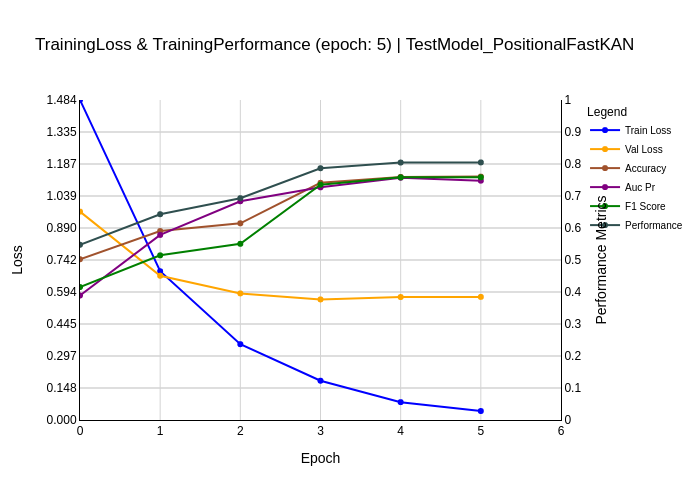 TrainingLoss & TrainingPerformance (epoch: 5) | TestModel_PositionalFastKAN
1.484
1.335
1.187
1.039
0.890
0.742
0.594
0.445
0.297
0.148
0.000
Loss
0
1
2
3
4
5
6
Epoch
1
0.9
0.8
0.7
0.6
0.5
0.4
0.3
0.2
0.1
0
Performance Metrics
Legend
Train Loss
Val Loss
Accuracy
Auc Pr
F1 Score
Performance